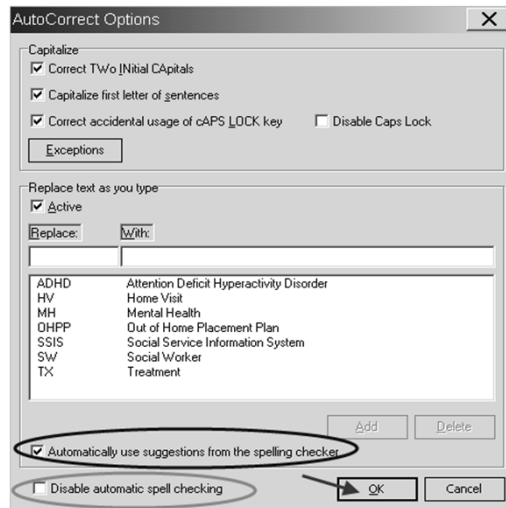 AutoCorrect Options
Capitalize
Correct TWo INitial CApitals
Capitalize first letter of sentences
Correct accidental usage of cAPS LOCK key Disable Caps Lock
Exceptions
Replace text as you type
Active
Replace: With:
ADHD Attention Deficit Hyperactivity Disorder
HV Home Visit
MH Mental Health
OHPP Out of Home Placement Plan
SSIS Social Service Information System
SW Social Worker
TX Treatment
Add Delete
Automatically use suggestions from the spelling checker
Disable automatic spell checking OK Cancel